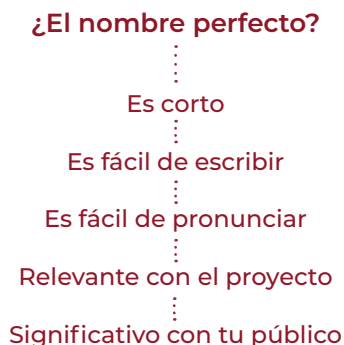 ¿El nombre perfecto?
Es corto
Es fácil de escribir
Es fácil de pronunciar
Relevante con el proyecto
Significativo con tu público